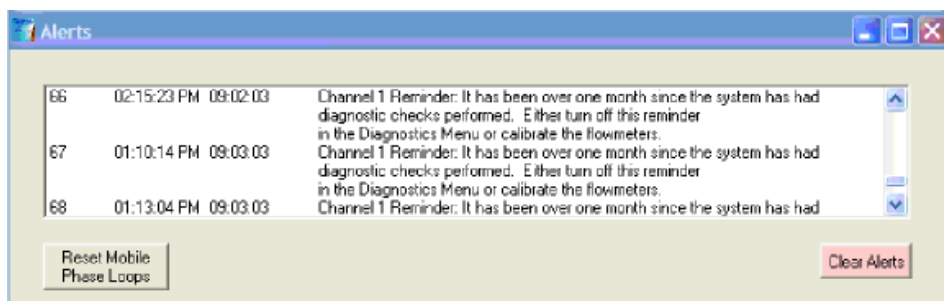 Alerts
66 02:15:23 PM 09:02:03 Channel 1 Reminder: It has been over one month since the system has had
diagnostic checks performed. Either turn off this reminder
in the Diagnostics Menu or calibrate the flowmeters.
67 01:10:14 PM 09:03:03 Channel 1 Reminder: It has been over one month since the system has had
diagnostic checks performed. Either turn off this reminder
in the Diagnostics Menu or calibrate the flowmeters.
68 01:13:04 PM 09:03:03 Channel 1 Reminder: It has been over one month since the system has had
Reset Mobile
Phase Loops
Clear Alerts